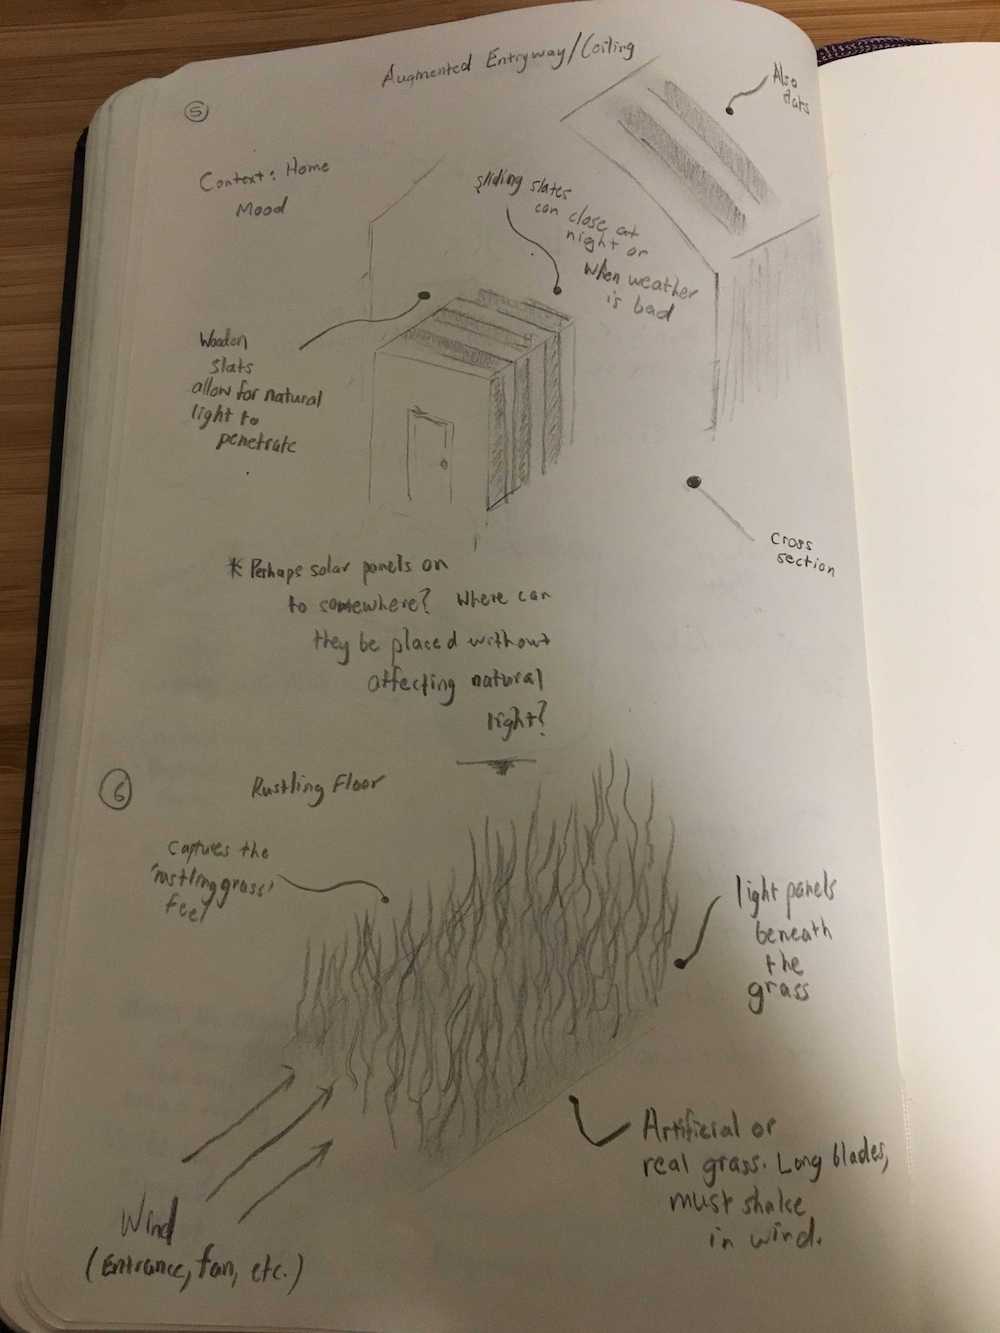 Augmented Entryway/Ceiling
5
Also
slats
Context: Home
Mood
sliding slates
can close at
night or
when weather
is bad
Wooden
slats
allow for natural
light to
penetrate
Cross
section
* Perhaps solar panels on
to somewhere? Where can
they be placed without
affecting natural
light?
6
Rustling Floor
Captures the
'rustling grass'
feel
light panels
beneath
the
grass
Artificial or
real grass. Long blades,
must shake
in wind.
Wind
(Entrance, fan, etc.)